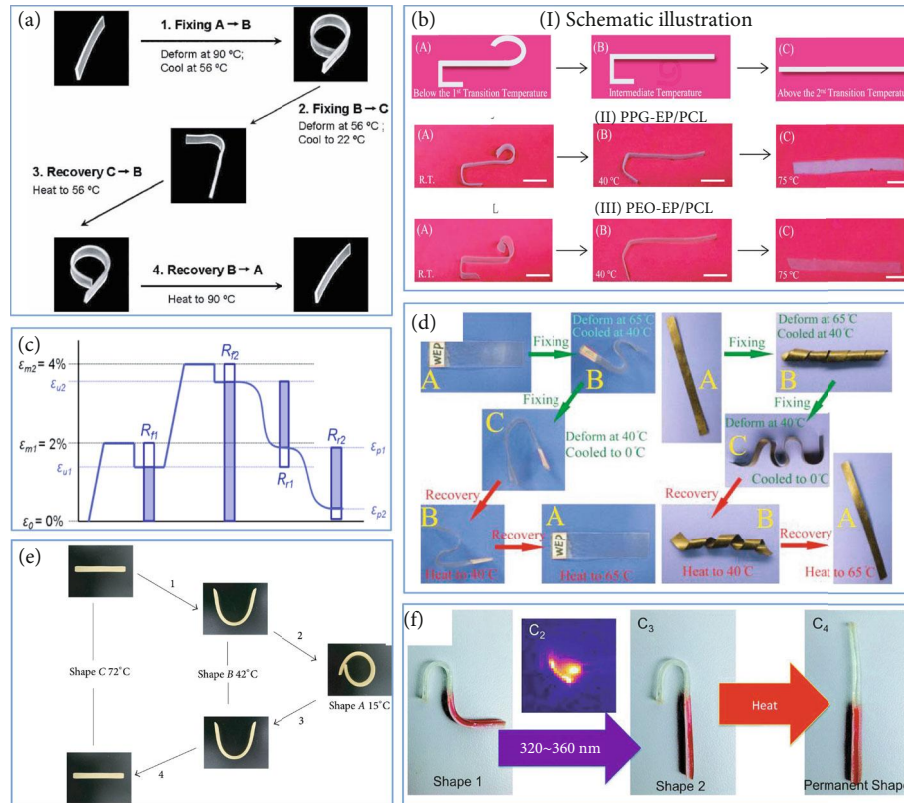 (a)
1. Fixing A → B
Deform at 90 ºC;
Cool at 56 ºC
2. Fixing B → C
Deform at 56 ºC ;
Cool to 22 ºC
3. Recovery C → B
Heat to 56 ºC
4. Recovery B → A
Heat to 90 ºC
(b)
(I) Schematic illustration
(A)
Below the 1st Transition Temperature
(B)
Intermediate Temperature
(C)
Above the 2nd Transition Temperature
(II) PPG-EP/PCL
(A)
R.T.
(B)
40 °C
(C)
75 °C
L
(III) PEO-EP/PCL
(A)
R.T.
(B)
40 °C
(C)
75 °C
(c)
εm2 = 4%
εu2
εm1 = 2%
εu1
ε0 = 0%
Rf1
Rf2
Rr1
Rr2
εp1
εp2
(d)
WEP
A
Fixing
Deform at 65℃
Cooled at 40℃
B
Fixing
C
Deform at 40℃
Cooled to 0℃
Recovery
B
Heat to 40℃
Recovery
A
WEP
Heat to 65℃
A
Fixing
Deform at 65℃
Cooled at 40℃
B
Fixing
Deform at 40℃
C
Cooled to 0℃
Recovery
B
Heat to 40℃
Recovery
A
Heat to 65℃
(e)
1
2
Shape C 72˚C
Shape B 42˚C
Shape A 15˚C
3
4
(f)
Shape 1
C2
320~360 nm
C3
Shape 2
Heat
C4
Permanent Shape